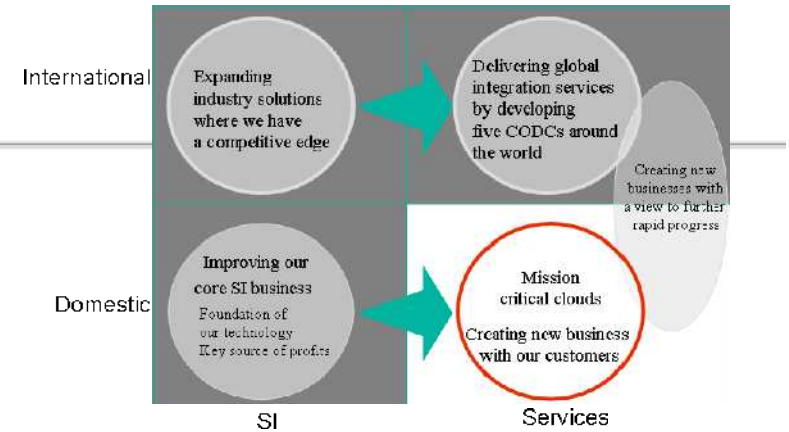 International
Expanding
industry solutions
where we have
a competitive edge
Delivering global
integration services
by developing
five CODCs around
the world
Creating new
businesses with
a view to further
rapid progress
Domestic
Improving our
core SI business
Foundation of
our technology
Key source of profits
Mission
critical clouds
Creating new business
with our customers
SI
Services